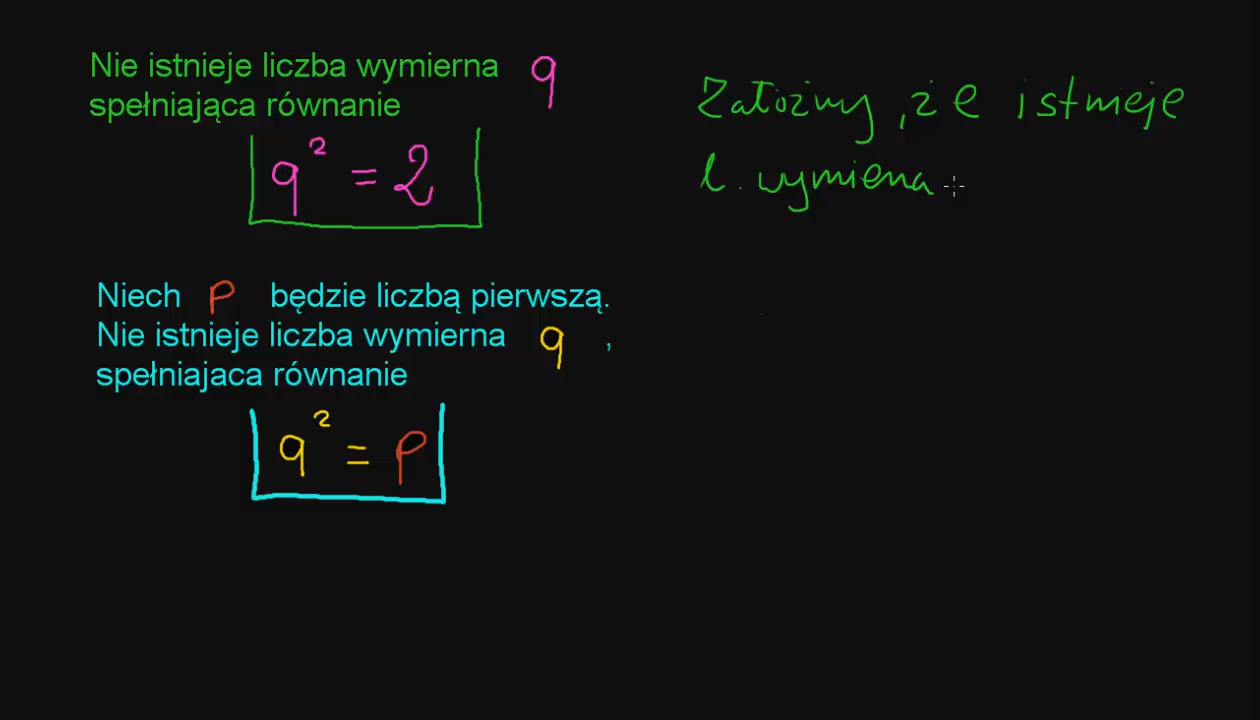 Nie istnieje liczba wymierna q
spełniająca równanie
q² = 2
Niech p będzie liczbą pierwszą.
Nie istnieje liczba wymierna q ,
spełniajaca równanie
q² = p
Załóżmy, że istnieje
l. wymierna